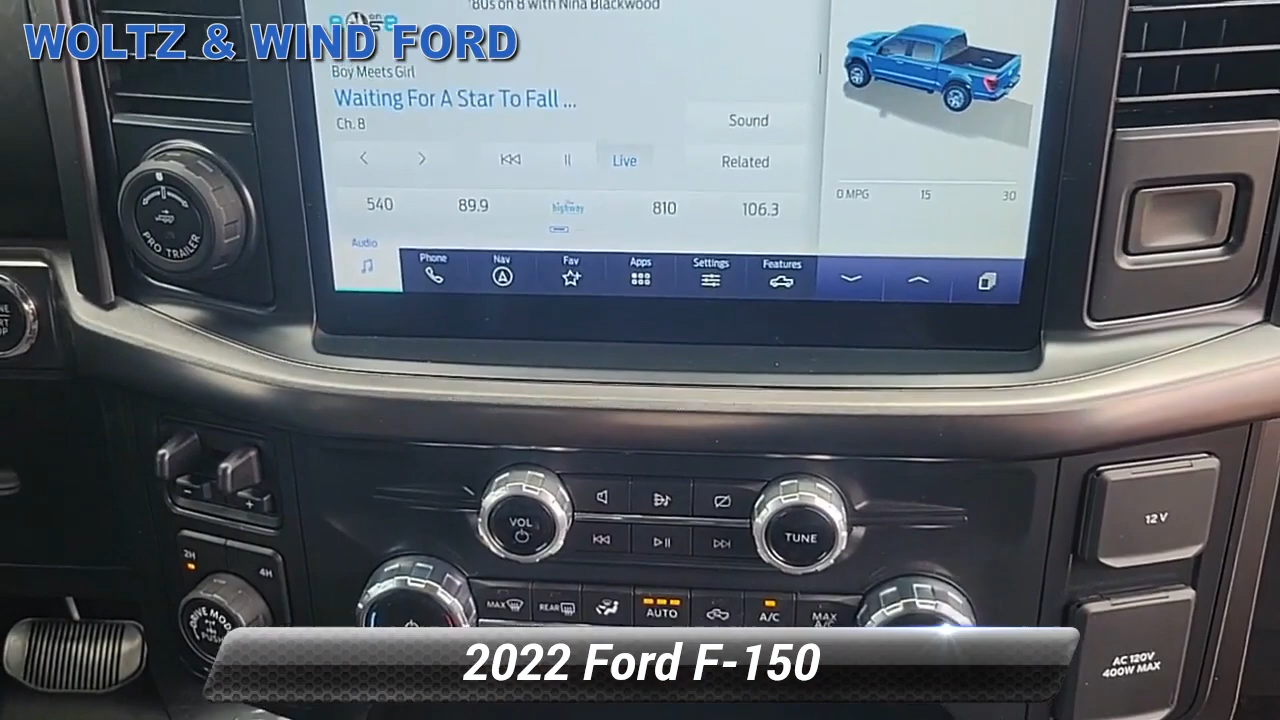 '80s on 8 with Nina Blackwood
WOLTZ & WIND FORD
Boy Meets Girl
Waiting For A Star To Fall ...
Ch. 8
Sound
Live
Related
540
89.9
the highway
810
106.3
0 MPG
15
30
Audio
Phone
Nav
Fav
Apps
Settings
Features
PRO TRAILER
VOL
TUNE
12V
2H
4H
DRIVE MODE
PUSH
MAX
REAR
AUTO
A/C
MAX
A/C
AC 120V
400W MAX
2022 Ford F-150